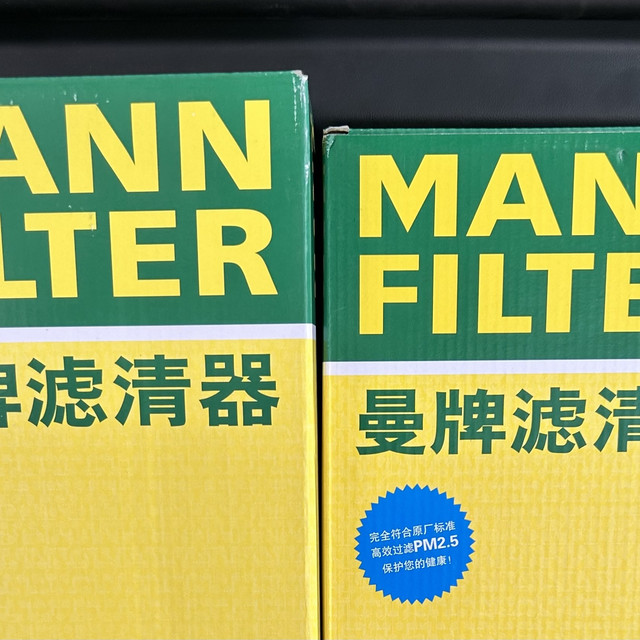 ANN
LTER
牌滤清器
MAN
FILTE
曼牌滤清
完全符合原厂标准
高效过滤PM2.5
保护您的健康!